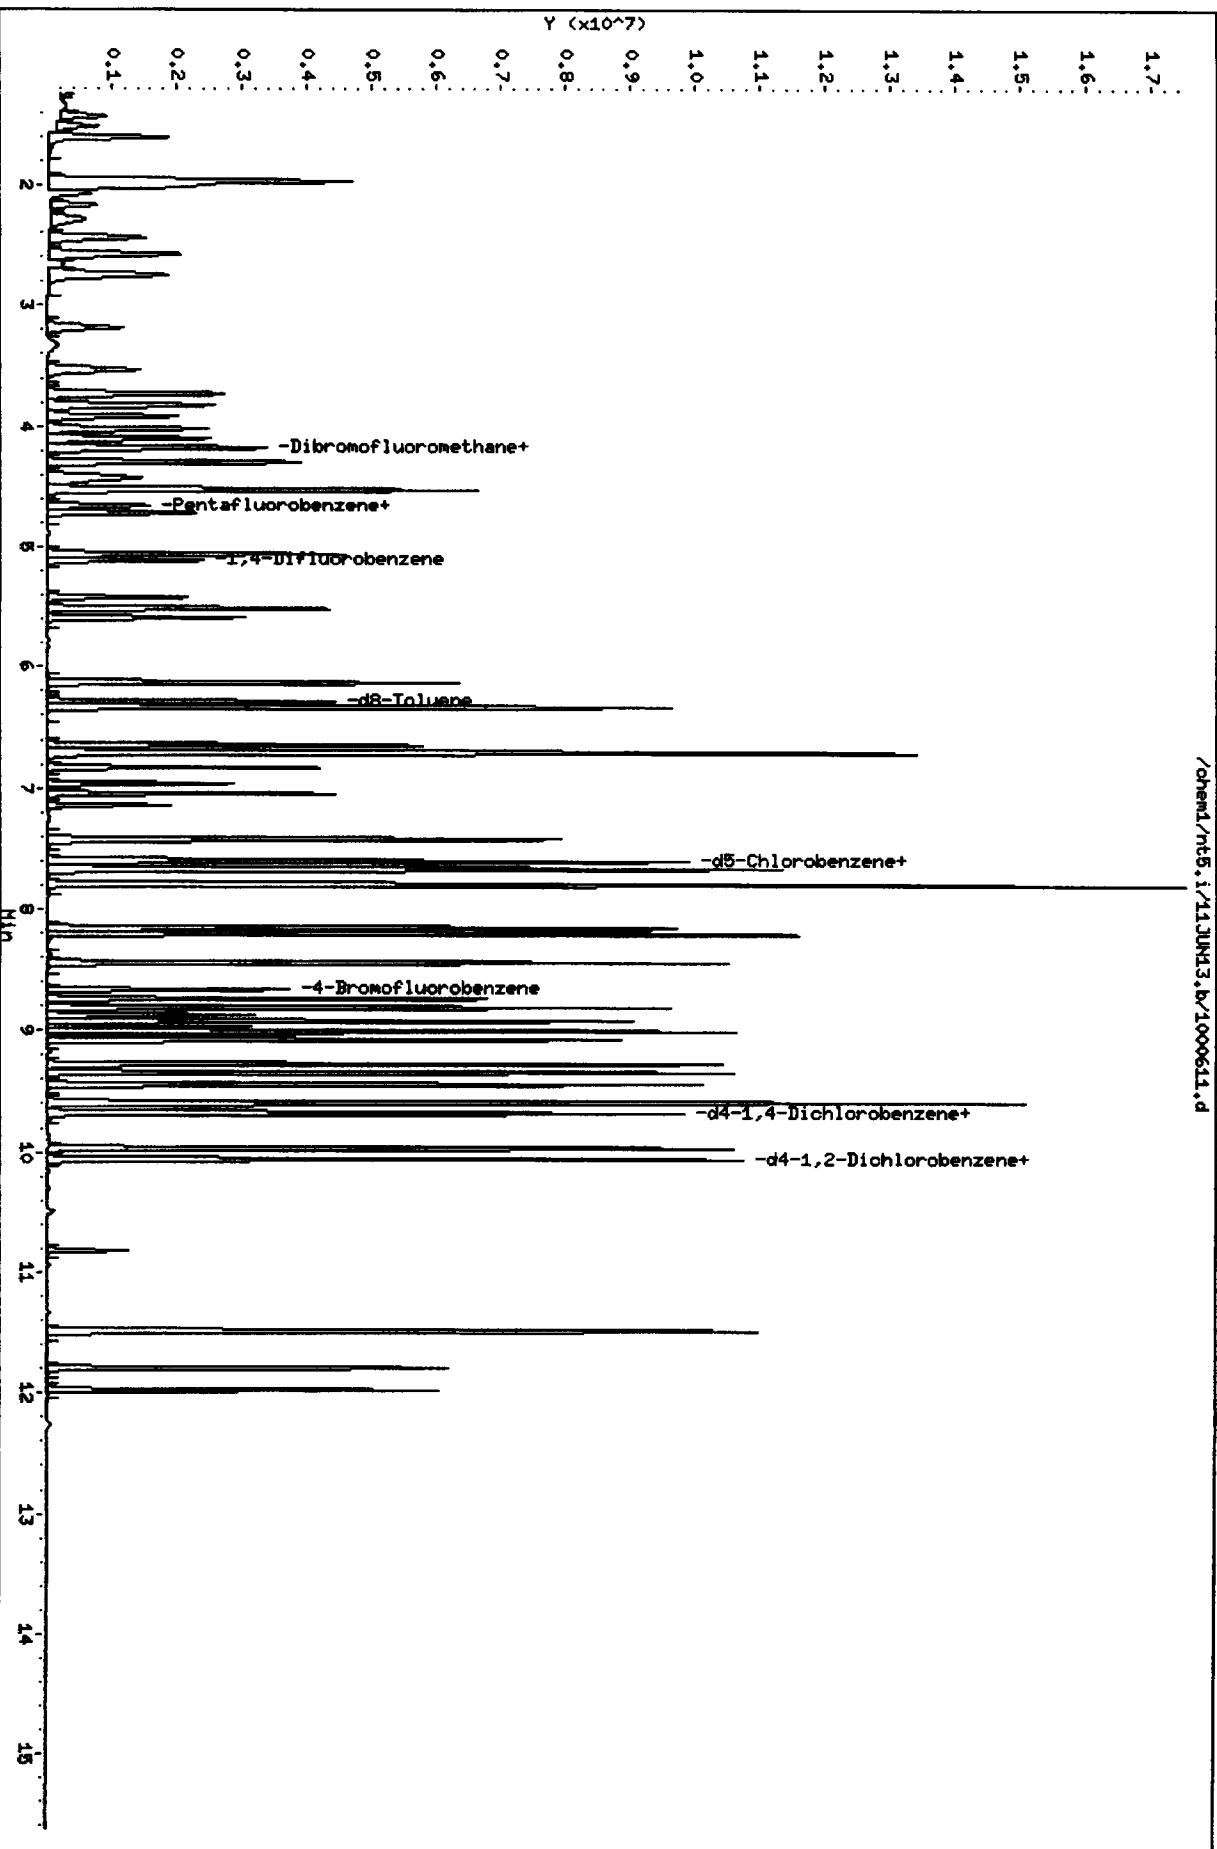 /chem1/nt5.i/11JUN13.b/1000611.d
Y (x10^7)
0.1
0.2
0.3
0.4
0.5
0.6
0.7
0.8
0.9
1.0
1.1
1.2
1.3
1.4
1.5
1.6
1.7
-Dibromofluoromethane+
-Pentafluorobenzene+
-1,4-Difluorobenzene
-d8-Toluene
-d5-Chlorobenzene+
-4-Bromofluorobenzene
-d4-1,4-Dichlorobenzene+
-d4-1,2-Dichlorobenzene+
2
3
4
5
6
7
8
9
10
11
12
13
14
15
Min